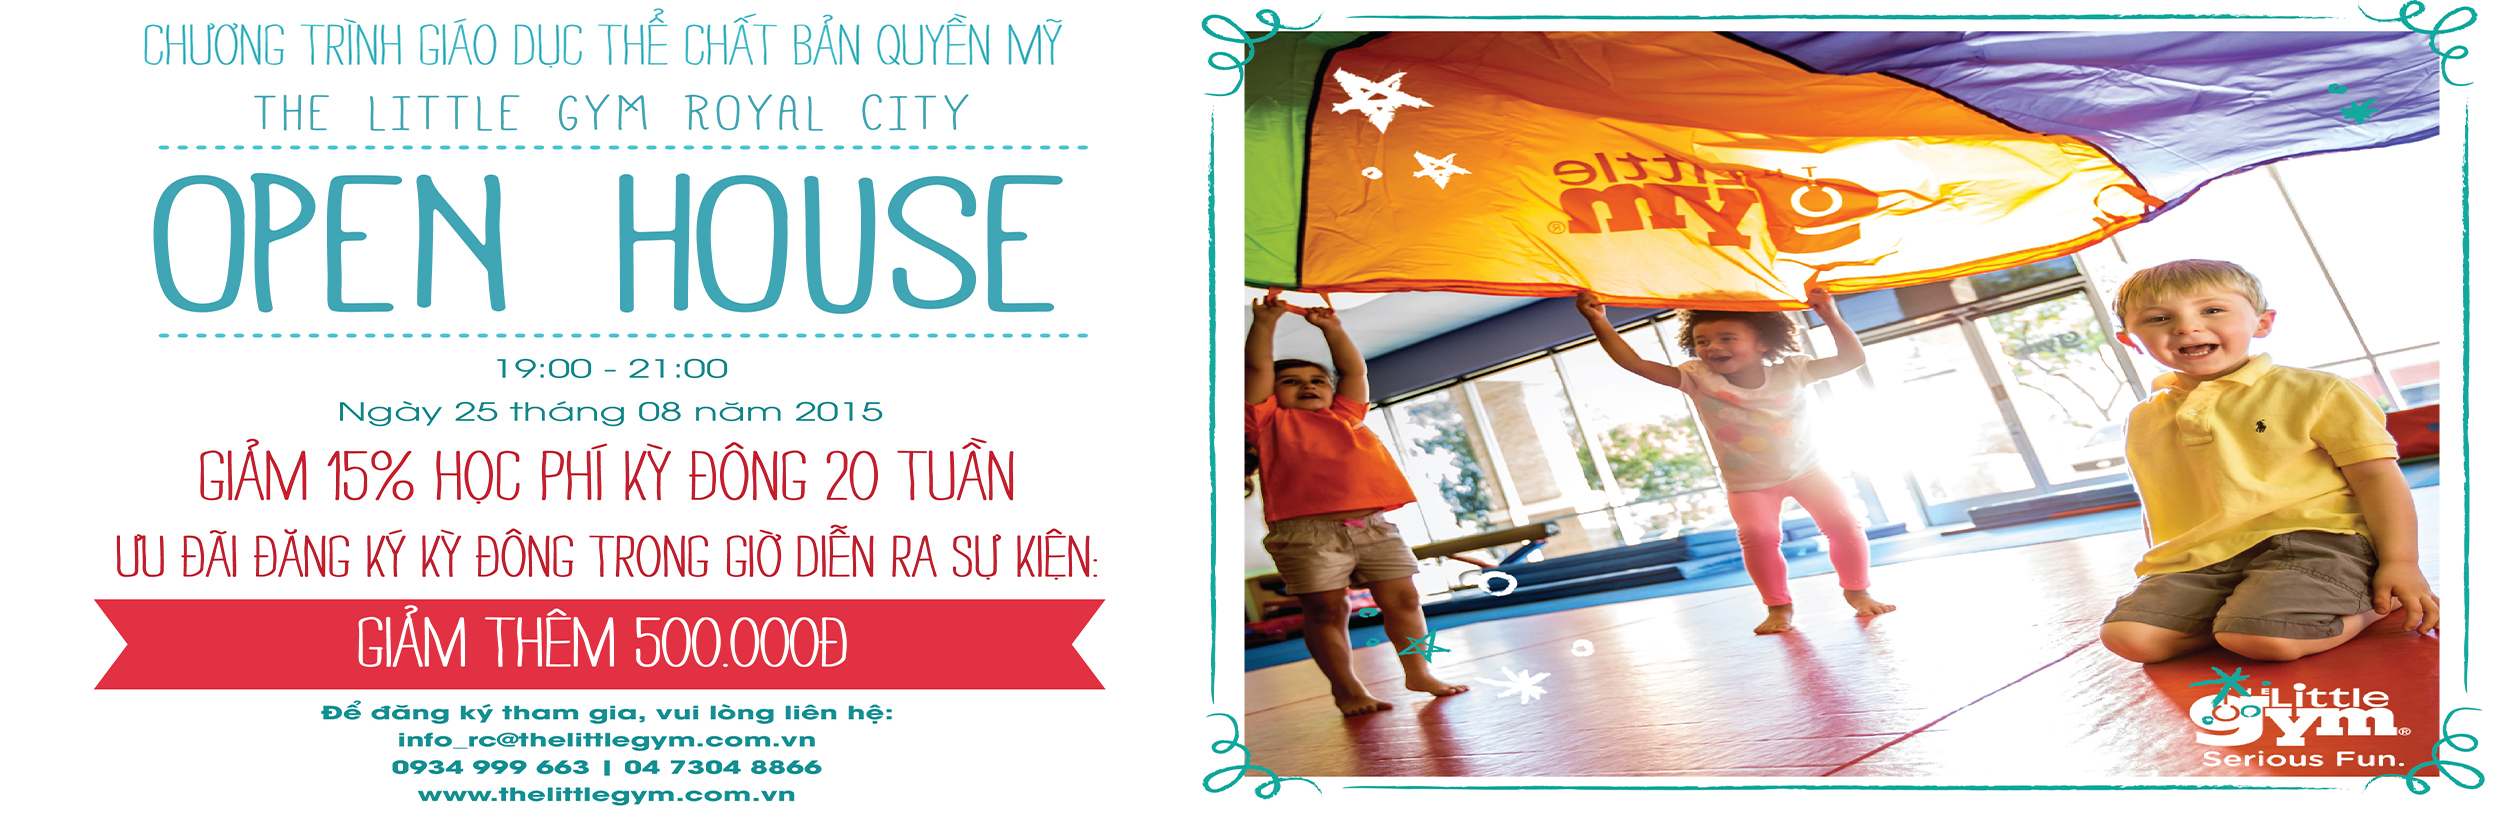 CHƯƠNG TRÌNH GIÁO DỤC THỂ CHẤT BẢN QUYỀN MỸ
THE LITTLE GYM ROYAL CITY
OPEN HOUSE
19:00 - 21:00
Ngày 25 tháng 08 năm 2015
GIẢM 15% HỌC PHÍ KỲ ĐÔNG 20 TUẦN
ƯU ĐÃI ĐĂNG KÝ KỲ ĐÔNG TRONG GIỜ DIỄN RA SỰ KIỆN:
GIẢM THÊM 500.000Đ
Để đăng ký tham gia, vui lòng liên hệ:
info_rc@thelittlegym.com.vn
0934 999 663 | 04 7304 8866
www.thelittlegym.com.vn
Little
gym®
THE Little
gym®
Serious Fun.